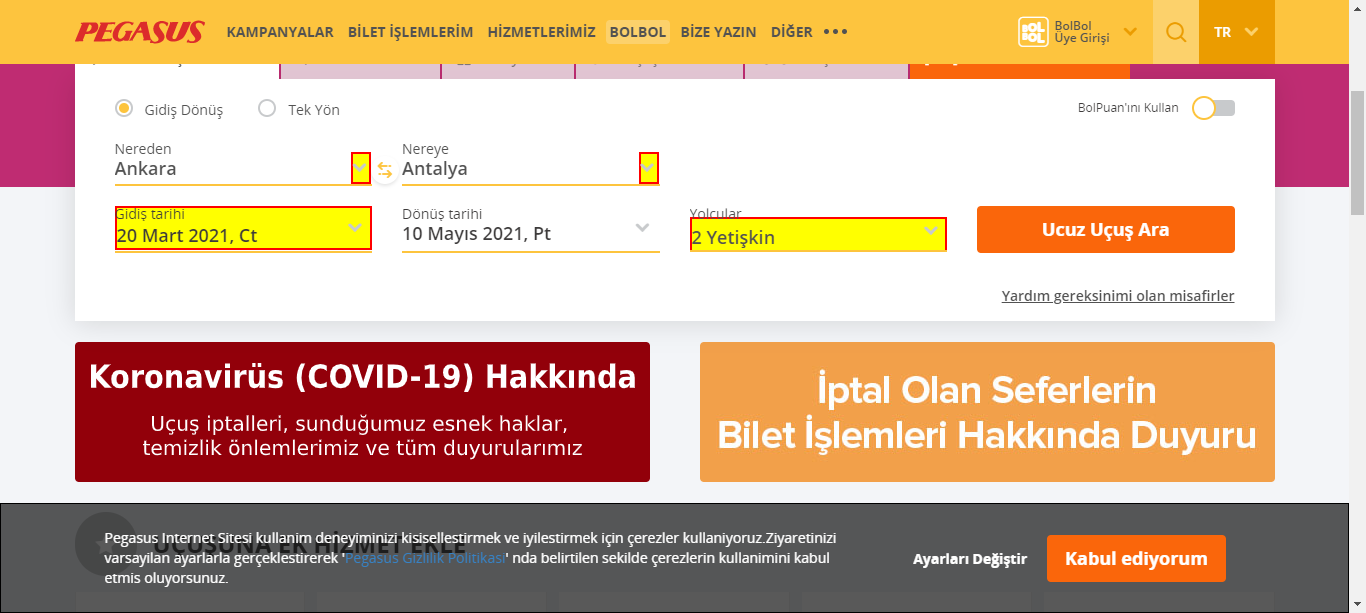 PEGASUS KAMPANYALAR BİLET İŞLEMLERİM HİZMETLERİMİZ BOLBOL BİZE YAZIN DİĞER ••• BOL BOL BolBol Üye Girişi TR
Gidiş Dönüş Tek Yön BolPuan'ını Kullan
Nereden Nereye
Ankara Antalya
Gidiş tarihi Dönüş tarihi Yolcular
20 Mart 2021, Ct 10 Mayıs 2021, Pt 2 Yetişkin Ucuz Uçuş Ara
Yardım gereksinimi olan misafirler
Koronavirüs (COVID-19) Hakkında
Uçuş iptalleri, sunduğumuz esnek haklar,
temizlik önlemlerimiz ve tüm duyurularımız
İptal Olan Seferlerin
Bilet İşlemleri Hakkında Duyuru
UÇUŞUNA EK HİZMET EKLE
Pegasus Internet Sitesi kullanim deneyiminizi kisisellestirmek ve iyilestirmek için çerezler kullaniyoruz.Ziyaretinizi
varsayilan ayarlarla gerçeklestirerek 'Pegasus Gizlilik Politikasi' nda belirtilen sekilde çerezlerin kullanimini kabul
etmis oluyorsunuz.
Ayarları Değiştir Kabul ediyorum